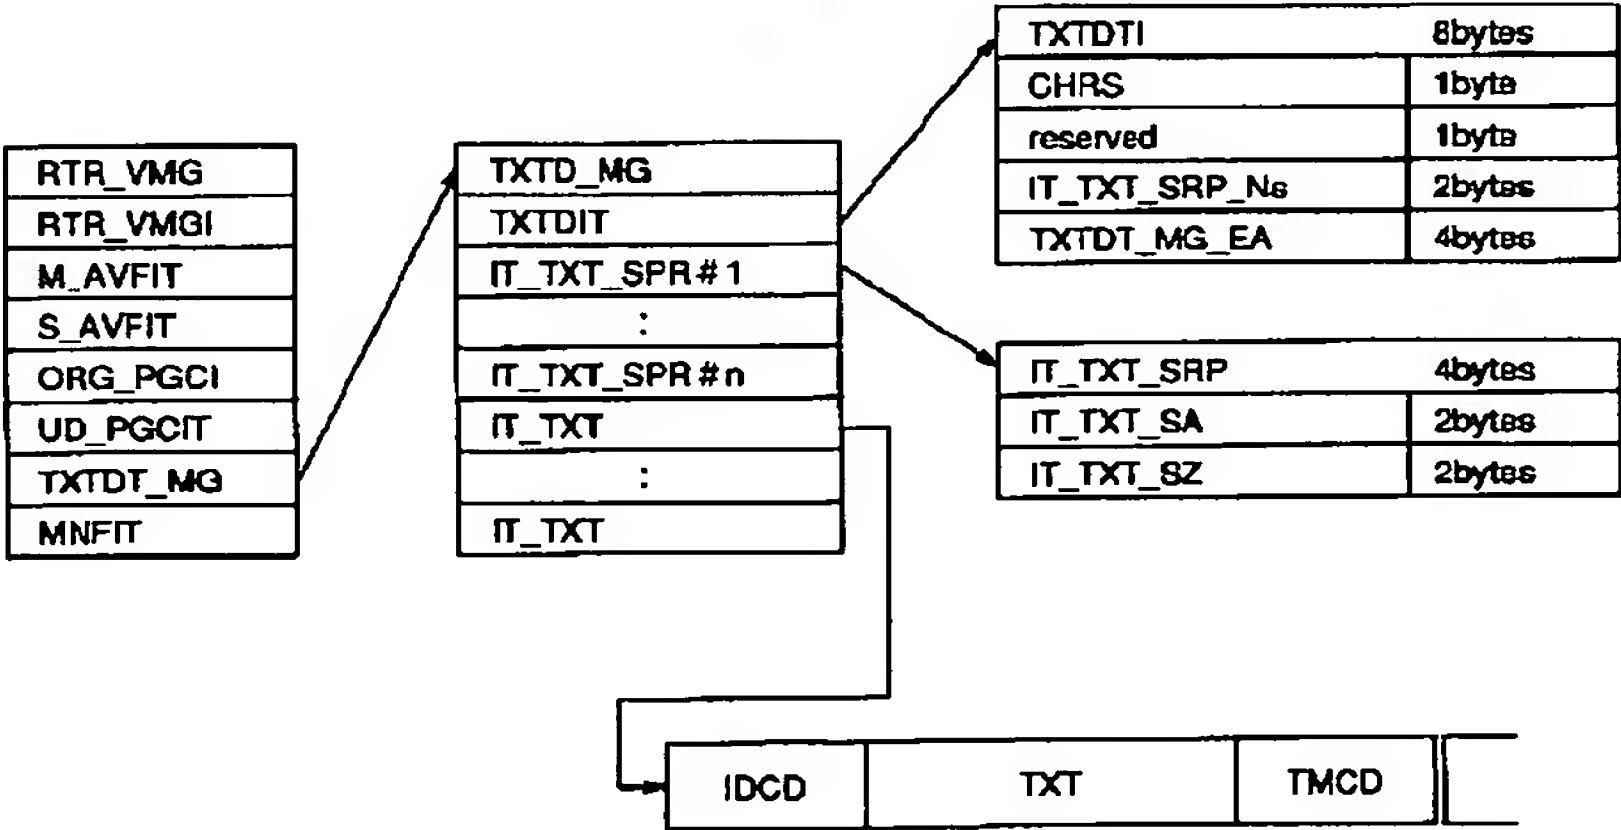 RTR_VMG
RTR_VMGI
M_AVFIT
S_AVFIT
ORG_PGCI
UD_PGCIT
TXTDT_MG
MNFIT
TXTD_MG
TXTDIT
IT_TXT_SPR#1
:
IT_TXT_SPR#n
IT_TXT
:
IT_TXT
TXTDTI 8bytes
CHRS 1byte
reserved 1byte
IT_TXT_SRP_Ns 2bytes
TXTDT_MG_EA 4bytes
IT_TXT_SRP 4bytes
IT_TXT_SA 2bytes
IT_TXT_SZ 2bytes
IDCD TXT TMCD